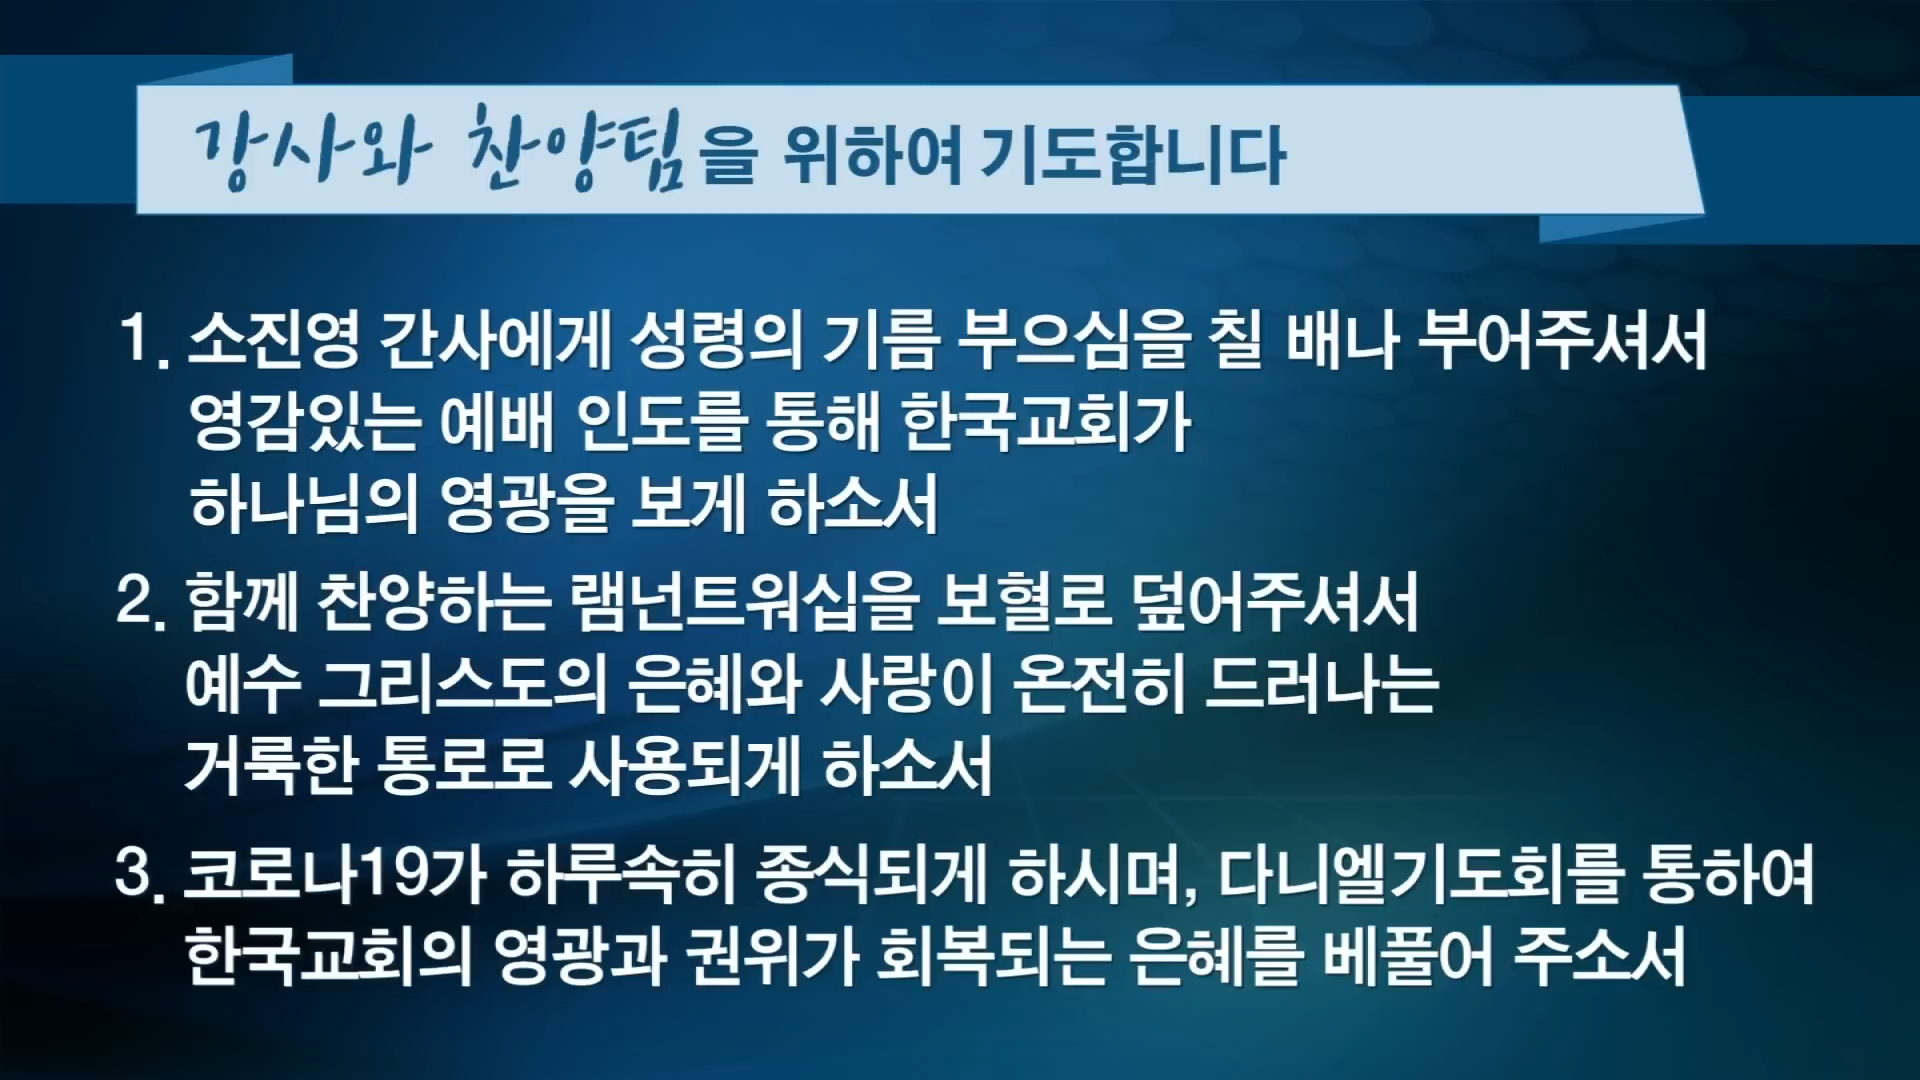 강사와 찬양팀을 위하여 기도합니다
1. 소진영 간사에게 성령의 기름 부으심을 칠 배나 부어주셔서
영감있는 예배 인도를 통해 한국교회가
하나님의 영광을 보게 하소서
2. 함께 찬양하는 램넌트워십을 보혈로 덮어주셔서
예수 그리스도의 은혜와 사랑이 온전히 드러나는
거룩한 통로로 사용되게 하소서
3. 코로나19가 하루속히 종식되게 하시며, 다니엘기도회를 통하여
한국교회의 영광과 권위가 회복되는 은혜를 베풀어 주소서